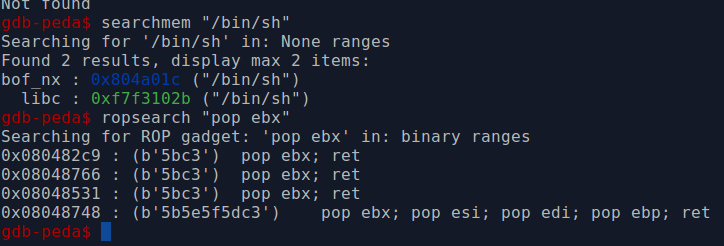 Not found
gdb-peda$ searchmem "/bin/sh"
Searching for '/bin/sh' in: None ranges
Found 2 results, display max 2 items:
bof_nx : 0x804a01c ("/bin/sh")
  libc : 0xf7f3102b ("/bin/sh")
gdb-peda$ ropsearch "pop ebx"
Searching for ROP gadget: 'pop ebx' in: binary ranges
0x080482c9 : (b'5bc3')  pop ebx; ret
0x08048766 : (b'5bc3')  pop ebx; ret
0x08048531 : (b'5bc3')  pop ebx; ret
0x08048748 : (b'5b5e5f5dc3')    pop ebx; pop esi; pop edi; pop ebp; ret
gdb-peda$